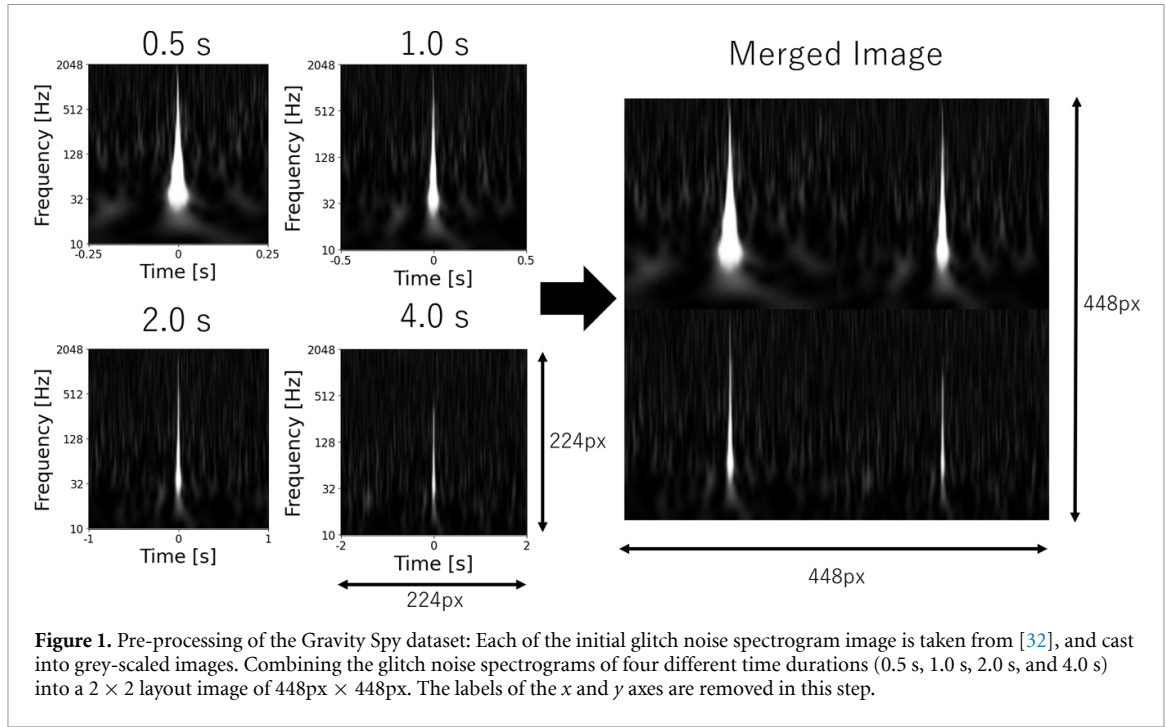 0.5 s
1.0 s
Merged Image
Frequency [Hz]
2048
512
128
32
10
-0.25
0
0.25
Time [s]
Frequency [Hz]
2048
512
128
32
10
-0.5
0
0.5
Time [s]
2.0 s
4.0 s
Frequency [Hz]
2048
512
128
32
10
-1
0
1
Time [s]
Frequency [Hz]
2048
512
128
32
10
-2
0
2
Time [s]
224px
224px
448px
448px
Figure 1. Pre-processing of the Gravity Spy dataset: Each of the initial glitch noise spectrogram image is taken from [32], and cast
into grey-scaled images. Combining the glitch noise spectrograms of four different time durations (0.5 s, 1.0 s, 2.0 s, and 4.0 s)
into a 2 × 2 layout image of 448px × 448px. The labels of the x and y axes are removed in this step.